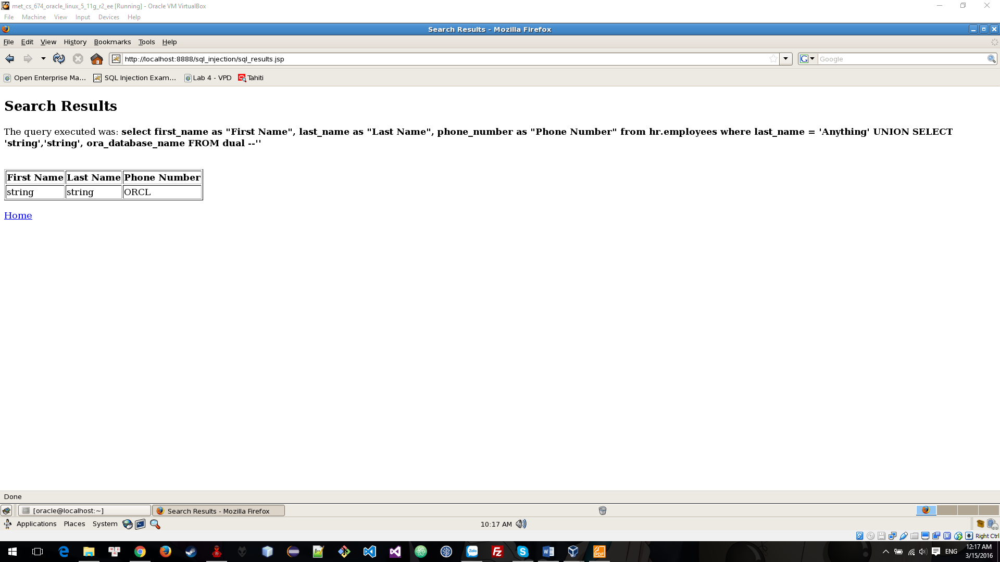 met_cs_674_oracle_linux_5_11g_r2_ee [Running] - Oracle VM VirtualBox
File Machine View Input Devices Help
Search Results - Mozilla Firefox
File Edit View History Bookmarks Tools Help
http://localhost:8888/sql_injection/sql_results.jsp
G Google
Open Enterprise Ma... SQL Injection Exam... Lab 4 - VPD Tahiti
Search Results
The query executed was: select first_name as "First Name", last_name as "Last Name", phone_number as "Phone Number" from hr.employees where last_name = 'Anything' UNION SELECT
'string','string', ora_database_name FROM dual --''
First Name Last Name Phone Number
string string ORCL
Home
Done
[oracle@localhost:~] Search Results - Mozilla Firefox
Applications Places System 10:17 AM
Right Ctrl
Zalo
PDF
ENG
12:17 AM
3/15/2016